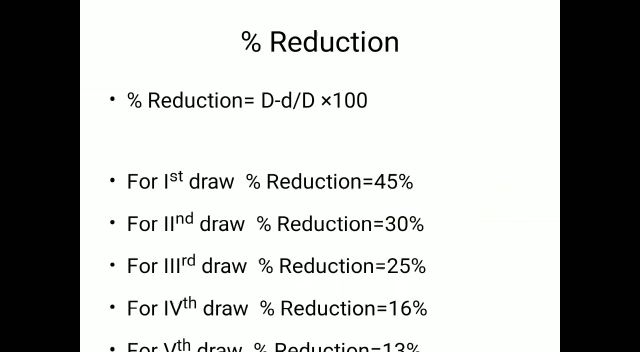 % Reduction
• % Reduction= D-d/D ×100
• For Ist draw % Reduction=45%
• For IInd draw % Reduction=30%
• For IIIrd draw % Reduction=25%
• For IVth draw % Reduction=16%
• For Vth draw % Reduction=13%